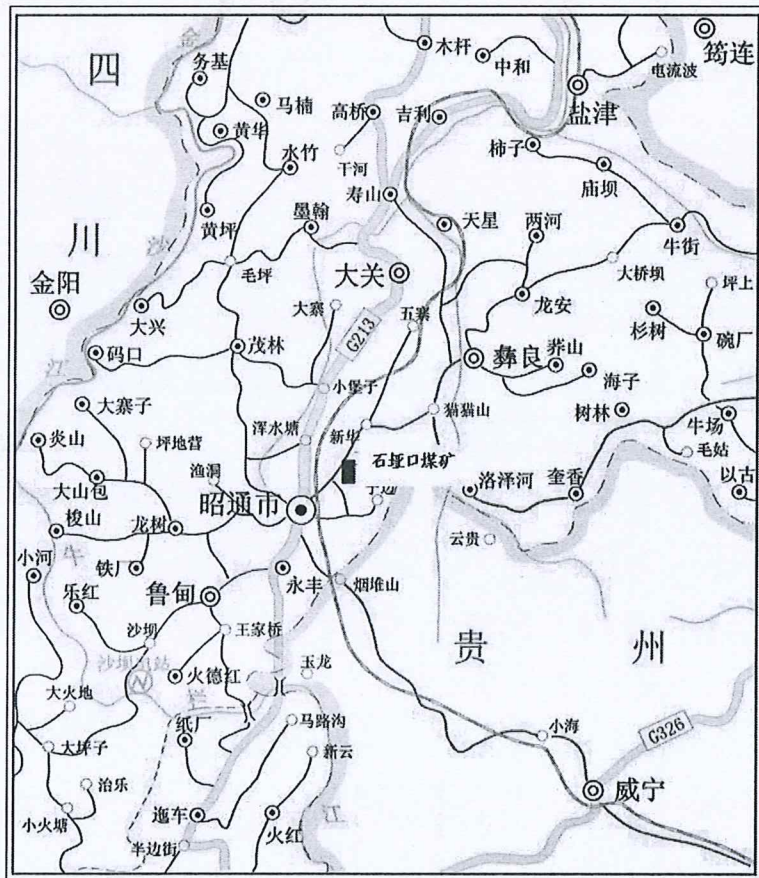 务基
木杆
中和
筠连
电流波
四
金
马楠
高桥
吉利
盐津
黄华
水竹
干河
柿子
庙坝
寿山
黄坪
墨翰
天星
两河
牛街
川
沙
毛坪
大关
大桥坝
坪上
金阳
大兴
大寨
G213
五寨
龙安
杉树
碗厂
江
码口
茂林
彝良
荞山
海子
小堡子
大寨子
猫猫山
树林
牛场
炎山
坪地营
浑水塘
新华
毛姑
石垭口煤矿
大山包
渔洞
洛泽河
奎香
以古
昭通市
梭山
龙树
云贵
小河
牛
铁厂
永丰
烟堆山
乐红
鲁甸
沙坝
王家桥
贵
州
玉龙
火德红
大火地
栏
纸厂
马路沟
小海
G326
大坪子
新云
治乐
威宁
小火塘
迤车
火红
江
半边街